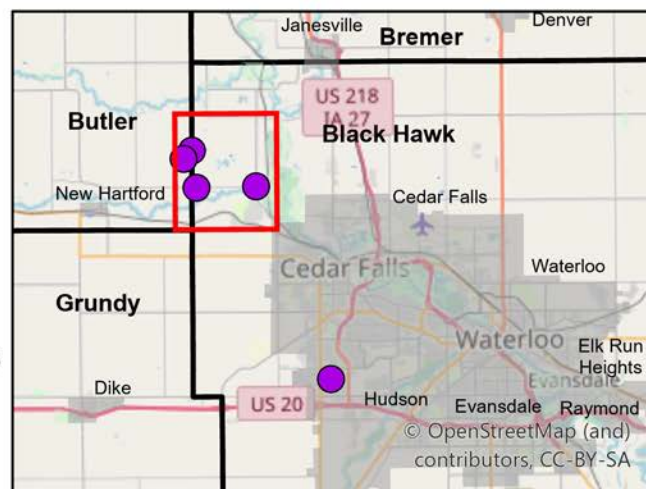 Janesville
Bremer
Denver
US 218
IA 27
Butler
Black Hawk
New Hartford
Cedar Falls
Cedar Falls
Waterloo
Grundy
Waterloo
Elk Run
Heights
Evansdale
Dike
US 20
Hudson
Evansdale
Raymond
© OpenStreetMap (and)
contributors, CC-BY-SA